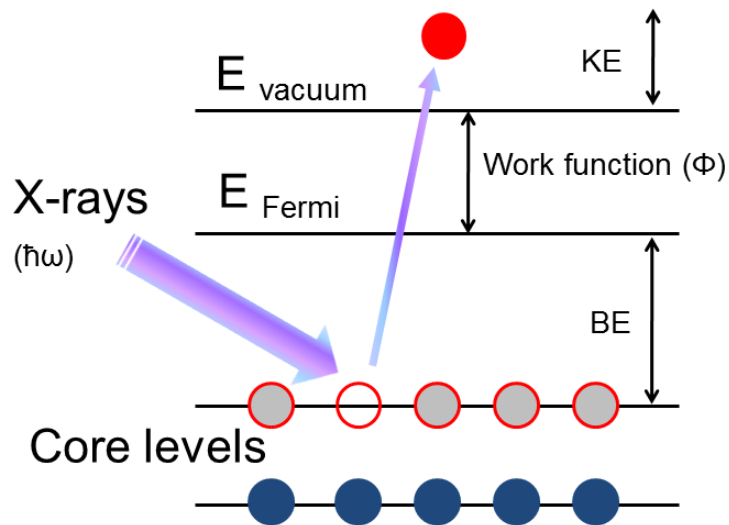 KE
E vacuum
Work function (Φ)
X-rays
E Fermi
(ħω)
BE
Core levels